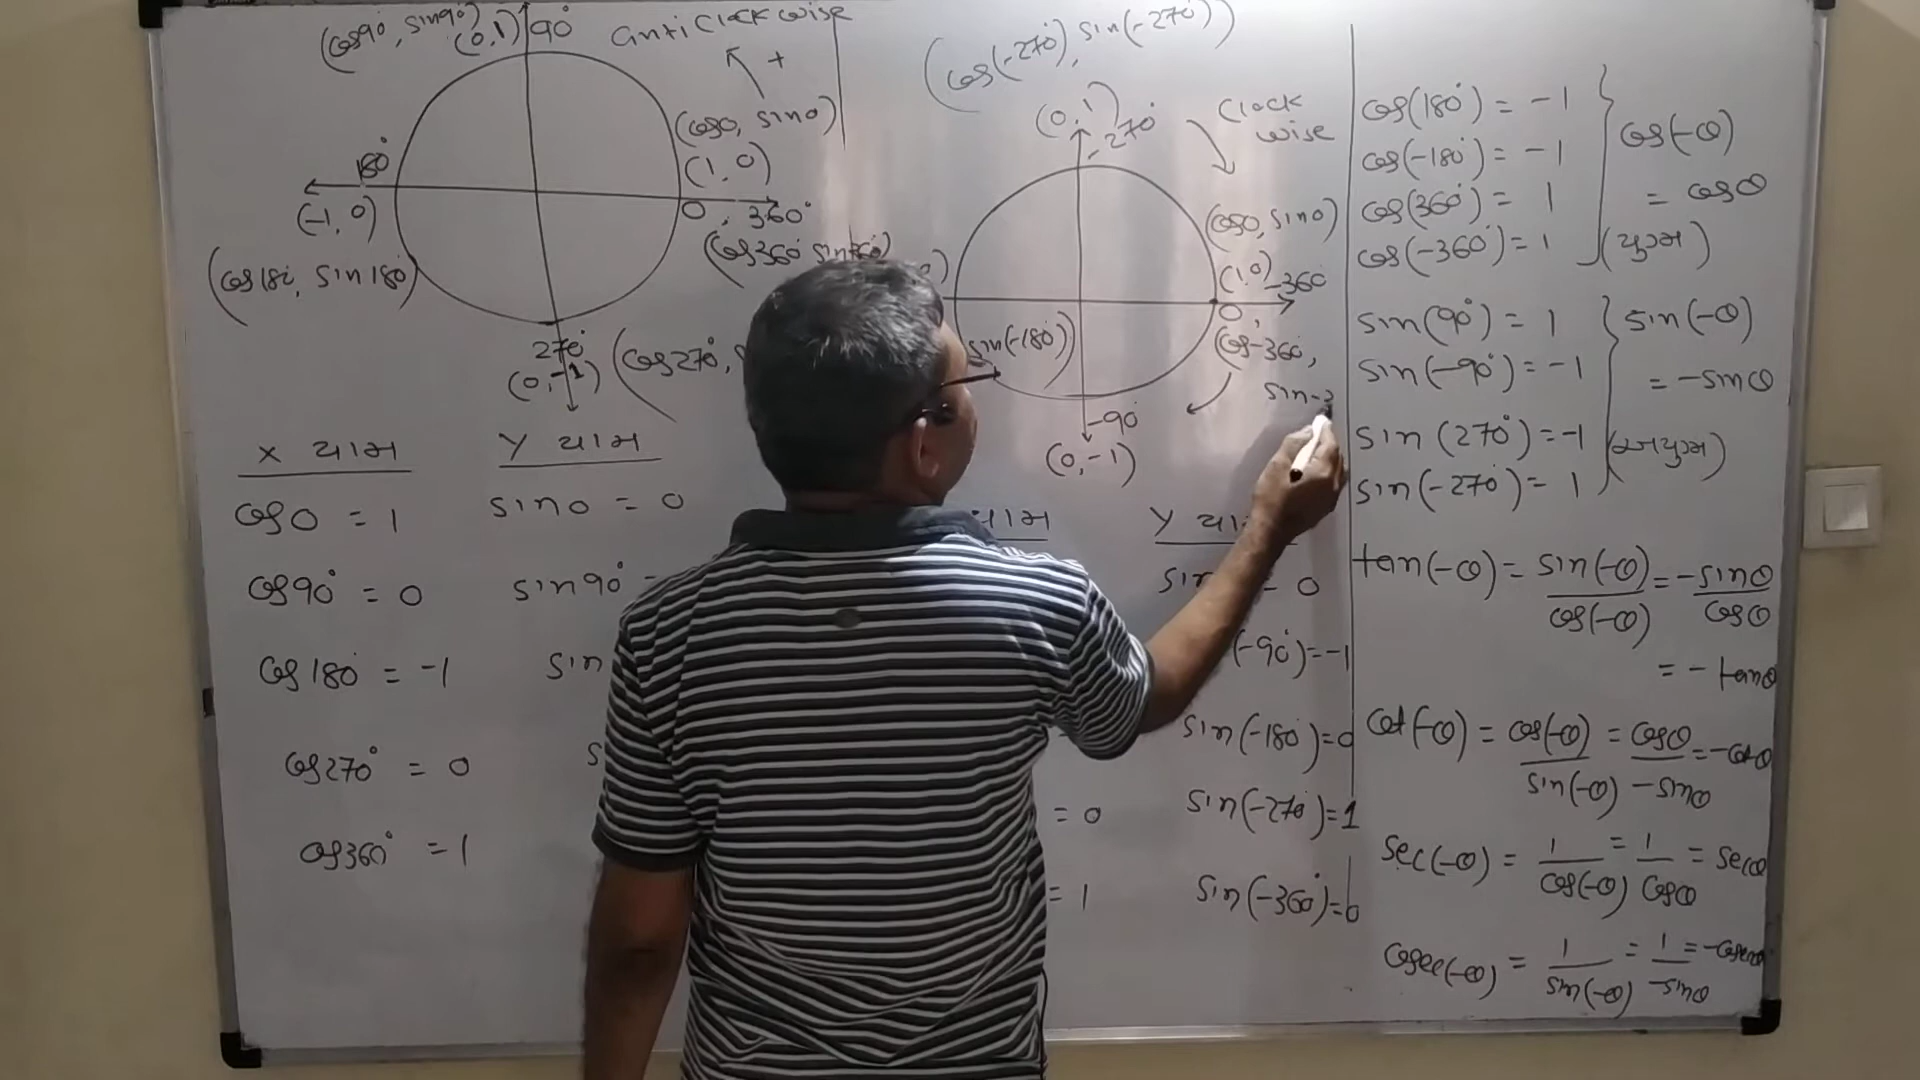 (cos90°, sin90°)
(0,1) 90°
anticlockwise
+
(cos0, sin0)
(1, 0)
0, 360°
(cos360°, sin360°)
180°
(-1, 0)
(cos180°, sin180°)
270°
(0,-1)
(cos270°,
x યામ
cos0 = 1
cos90° = 0
cos180° = -1
cos270° = 0
cos360° = 1
y યામ
sin0 = 0
sin90°
sin
(cos(-270°), sin(-270°))
(0, 1)
-270°
clock
wise
(cos0, sin0)
(1,0) -360°
0,
(cos-360°,
sin-3
sin(-180°))
-90°
(0,-1)
યામ
= 0
= 1
y યા
= 0
(-90°)=-1
sin(-180°)=0
sin(-270°)=1
sin(-360°)=0
cos(180°) = -1
cos(-180°) = -1
cos(360°) = 1
cos(-360°) = 1
cos(-θ)
= cosθ
(યુગ્મ)
sin(90°) = 1
sin(-90°) = -1
sin(270°) = -1
sin(-270°) = 1
sin(-θ)
= -sinθ
(અયુગ્મ)
tan(-θ) = sin(-θ)/cos(-θ) = -sinθ/cosθ
= -tanθ
cot(-θ) = cos(-θ)/sin(-θ) = cosθ/-sinθ = -cotθ
sec(-θ) = 1/cos(-θ) = 1/cosθ = secθ
cosec(-θ) = 1/sin(-θ) = 1/-sinθ = -cosecθ